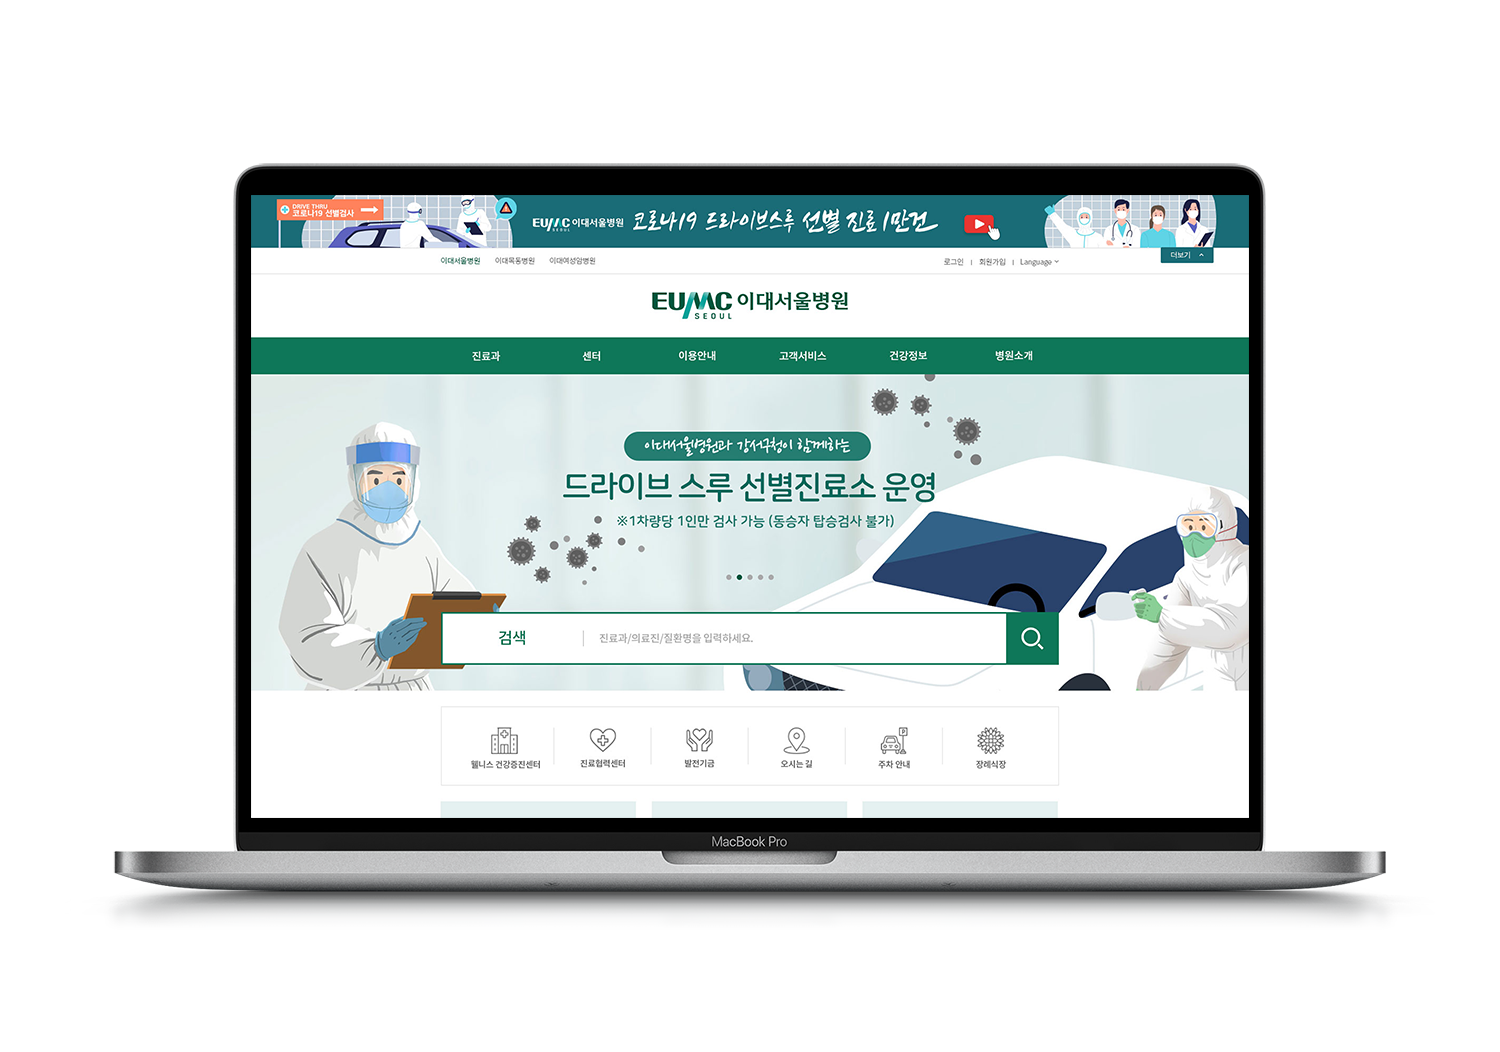 DRIVE THRU
코로나19 선별검사
EUMC 이대서울병원 코로나19 드라이브스루 선별 진료 1만건
SEOUL
이대서울병원 이대목동병원 이대여성암병원
로그인 | 회원가입 | Language
더보기
EUMC 이대서울병원
SEOUL
진료과 센터 이용안내 고객서비스 건강정보 병원소개
이대서울병원과 강서구청이 함께하는
드라이브 스루 선별진료소 운영
※1차량당 1인만 검사 가능 (동승자 탑승검사 불가)
검색 | 진료과/의료진/질환명을 입력하세요.
P
웰니스 건강증진센터 진료협력센터 발전기금 오시는 길 주차 안내 장례식장
MacBook Pro